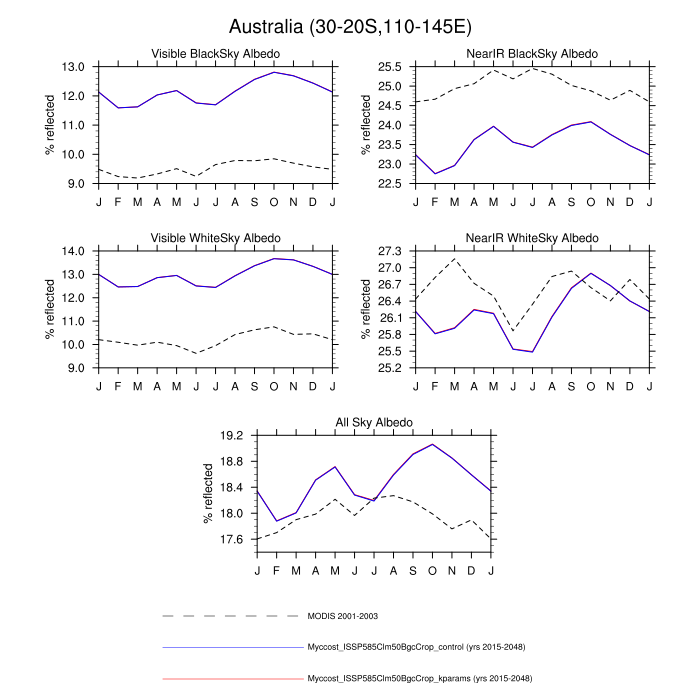 Australia (30-20S,110-145E)
Visible BlackSky Albedo
% reflected
13.0
12.0
11.0
10.0
9.0
J F M A M J J A S O N D J
NearIR BlackSky Albedo
% reflected
25.5
25.0
24.5
24.0
23.5
23.0
22.5
J F M A M J J A S O N D J
Visible WhiteSky Albedo
% reflected
14.0
13.0
12.0
11.0
10.0
9.0
J F M A M J J A S O N D J
NearIR WhiteSky Albedo
% reflected
27.3
27.0
26.7
26.4
26.1
25.8
25.5
25.2
J F M A M J J A S O N D J
All Sky Albedo
% reflected
19.2
18.8
18.4
18.0
17.6
J F M A M J J A S O N D J
MODIS 2001-2003
Myccost_ISSP585Clm50BgcCrop_control (yrs 2015-2048)
Myccost_ISSP585Clm50BgcCrop_kparams (yrs 2015-2048)